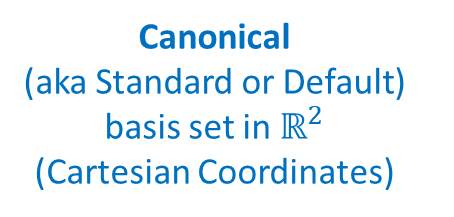 Canonical
(aka Standard or Default)
basis set in ℝ²
(Cartesian Coordinates)